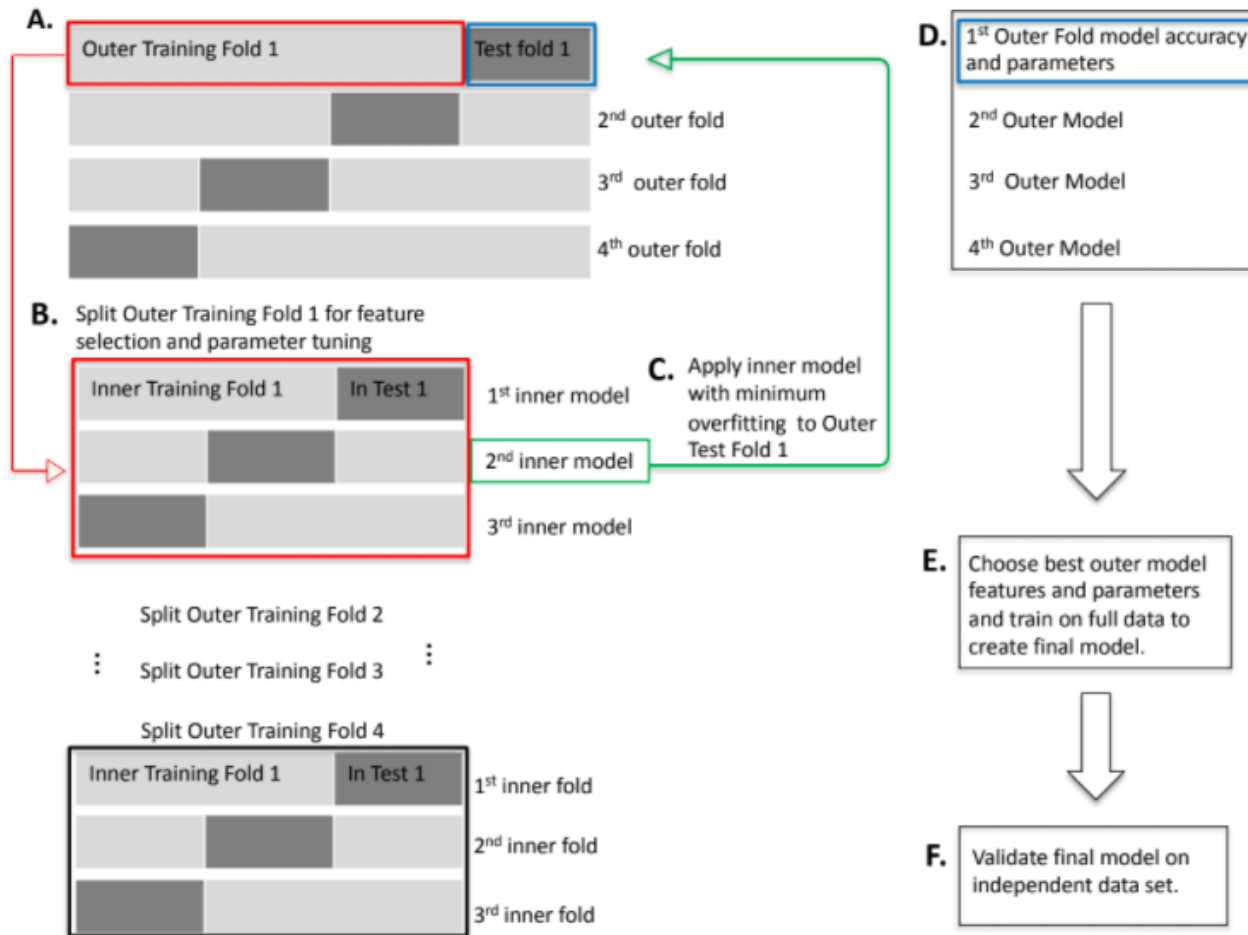 A.
Outer Training Fold 1
Test fold 1
2nd outer fold
3rd outer fold
4th outer fold
B. Split Outer Training Fold 1 for feature
selection and parameter tuning
Inner Training Fold 1
In Test 1
1st inner model
2nd inner model
3rd inner model
C. Apply inner model
with minimum
overfitting to Outer
Test Fold 1
Split Outer Training Fold 2
⋮
⋮
Split Outer Training Fold 3
Split Outer Training Fold 4
Inner Training Fold 1
In Test 1
1st inner fold
2nd inner fold
3rd inner fold
D.
1st Outer Fold model accuracy
and parameters
2nd Outer Model
3rd Outer Model
4th Outer Model
E. Choose best outer model
features and parameters
and train on full data to
create final model.
F. Validate final model on
independent data set.